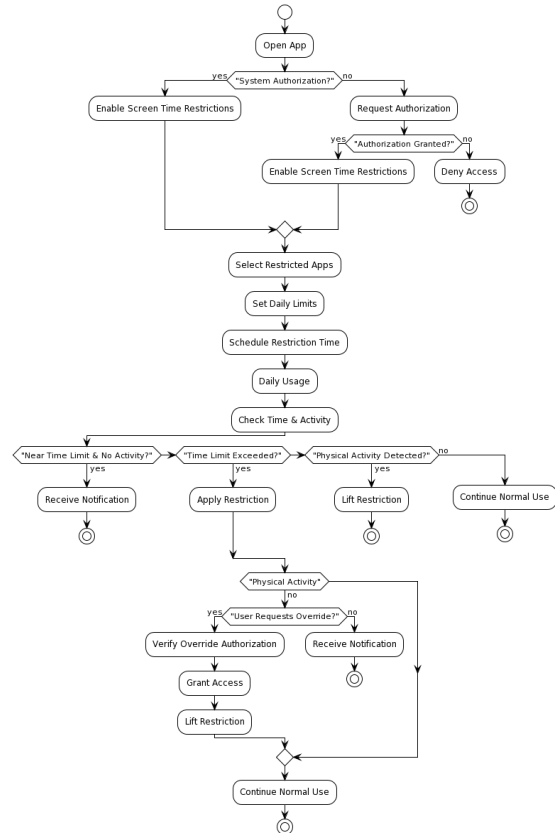 Open App
yes
"System Authorization?"
no
Enable Screen Time Restrictions
Request Authorization
yes
"Authorization Granted?"
no
Enable Screen Time Restrictions
Deny Access
Select Restricted Apps
Set Daily Limits
Schedule Restriction Time
Daily Usage
Check Time & Activity
"Near Time Limit & No Activity?"
"Time Limit Exceeded?"
"Physical Activity Detected?"
no
yes
yes
yes
Receive Notification
Apply Restriction
Lift Restriction
Continue Normal Use
"Physical Activity"
no
yes
"User Requests Override?"
no
Verify Override Authorization
Receive Notification
Grant Access
Lift Restriction
Continue Normal Use